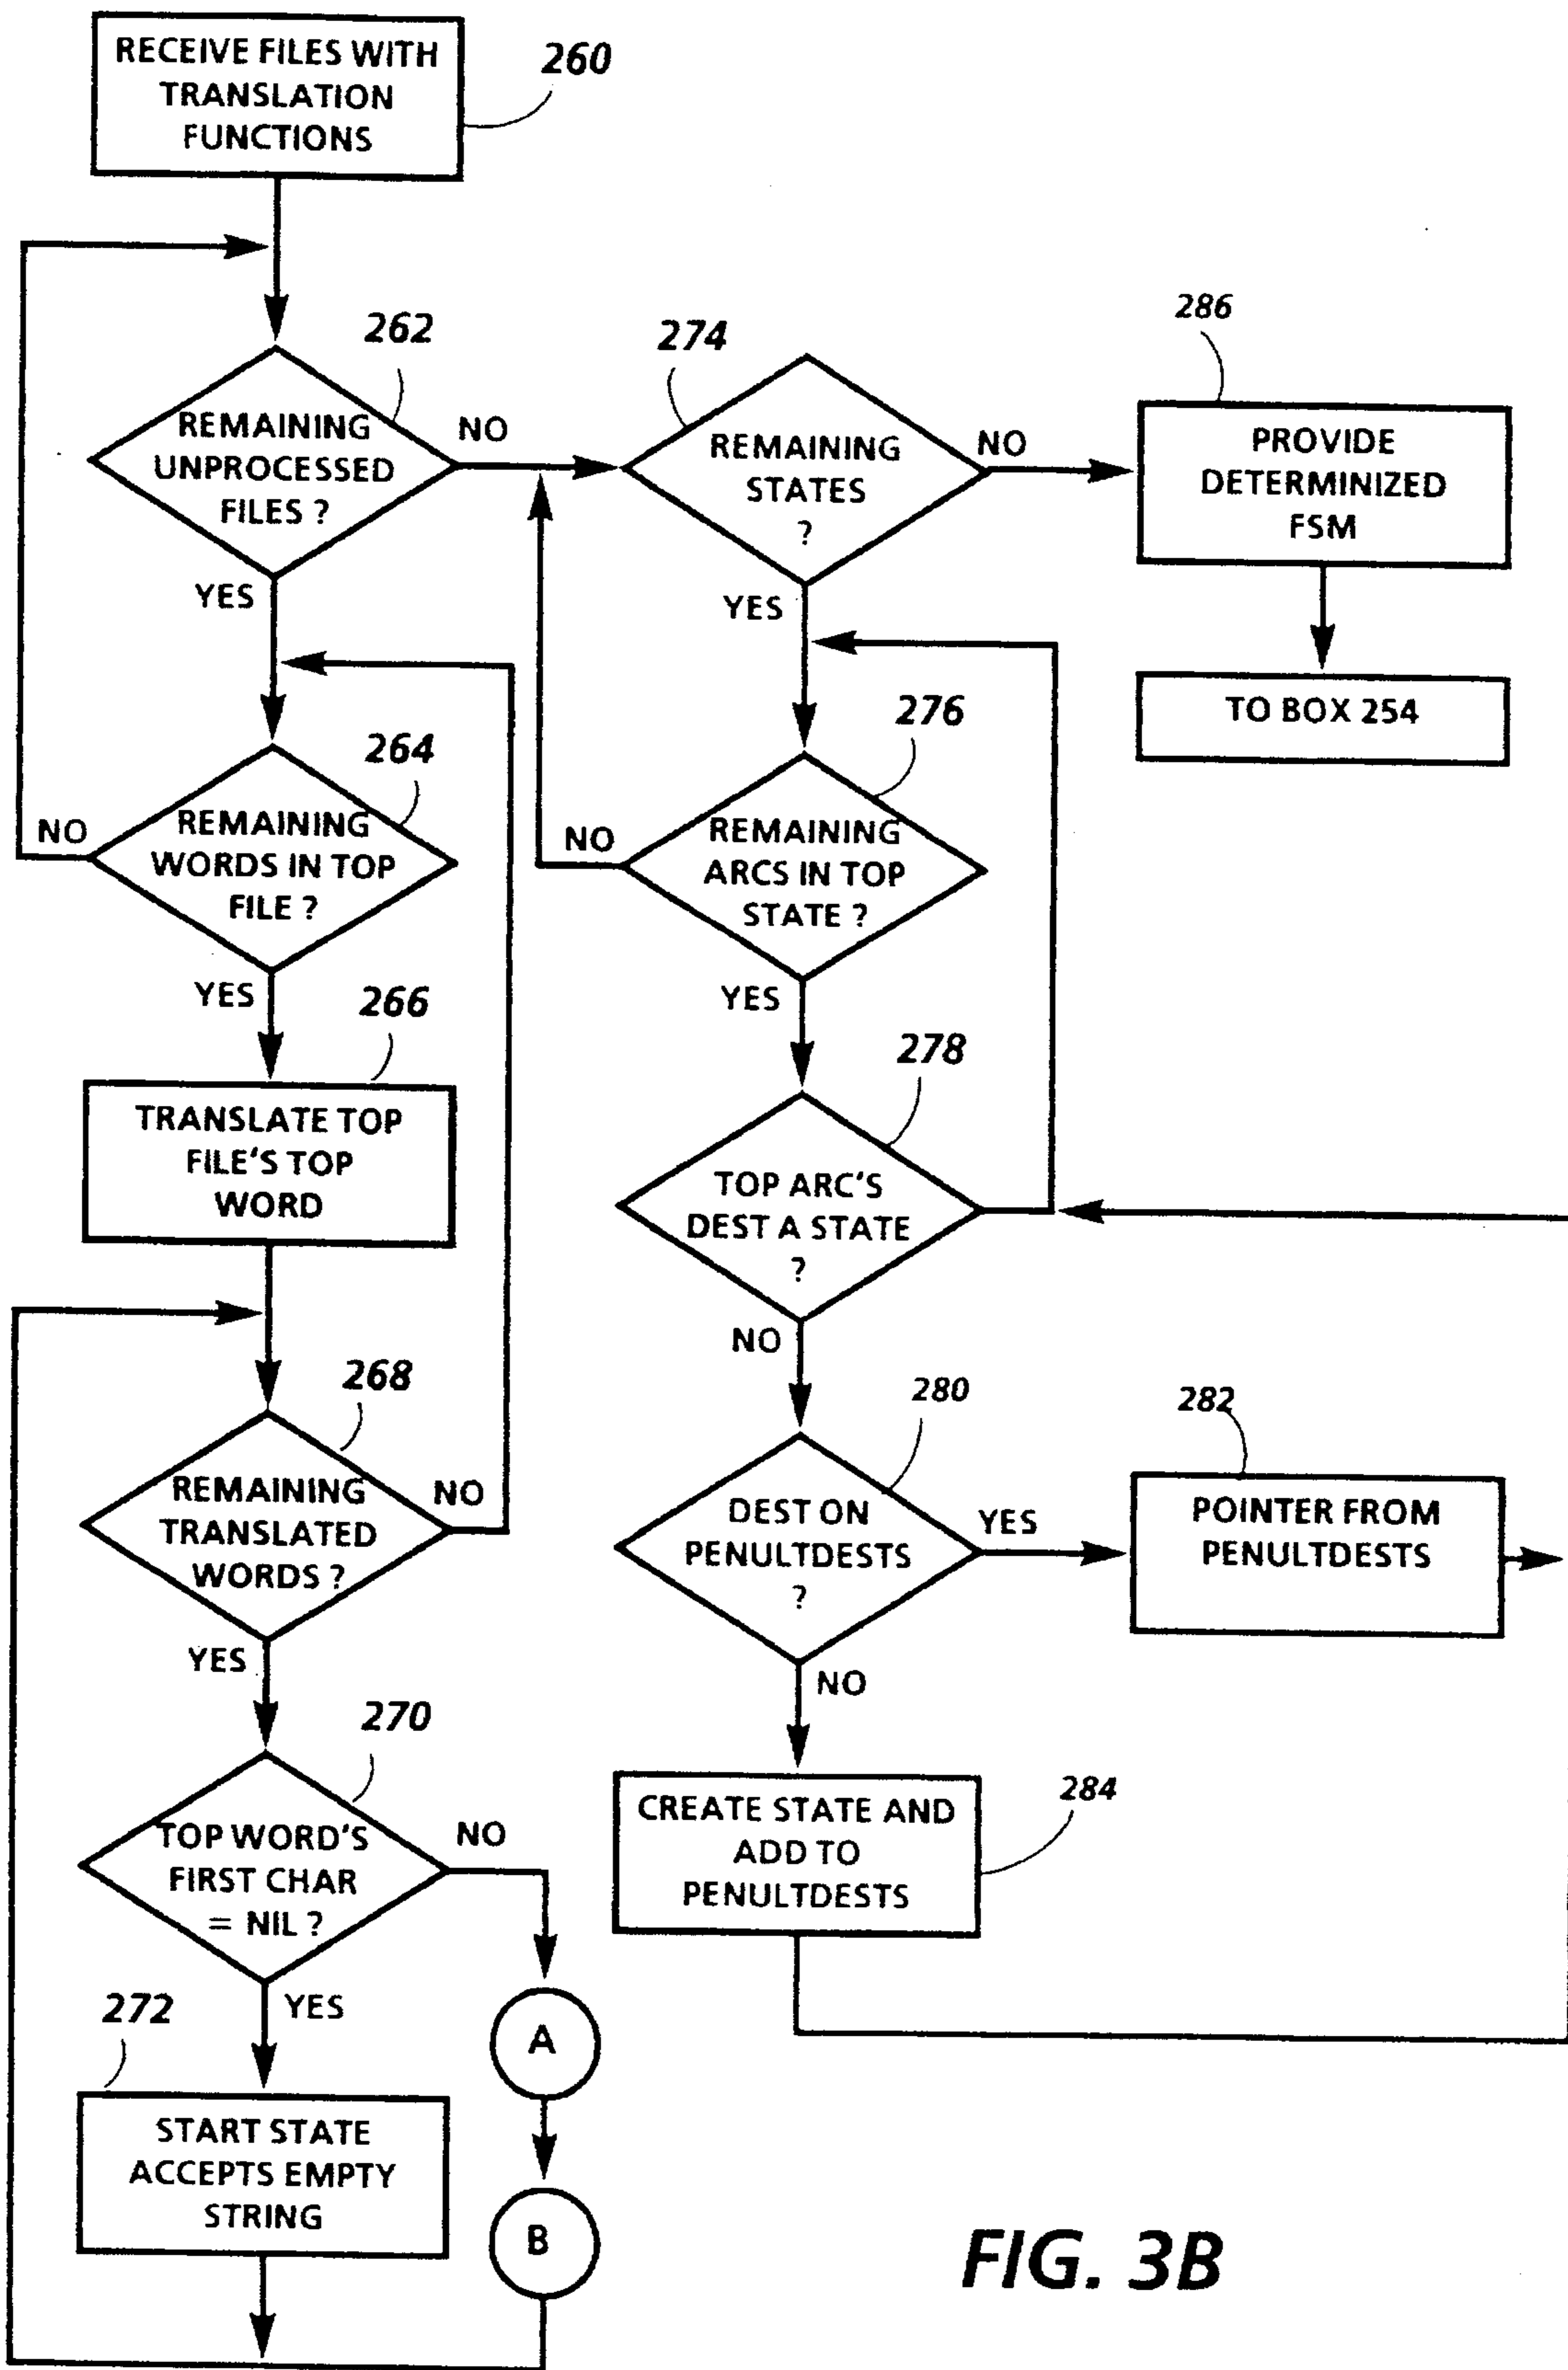 RECEIVE FILES WITH
TRANSLATION
FUNCTIONS
260
262
REMAINING
UNPROCESSED
FILES ?
NO
YES
264
REMAINING
WORDS IN TOP
FILE ?
NO
YES
266
TRANSLATE TOP
FILE'S TOP
WORD
268
REMAINING
TRANSLATED
WORDS ?
NO
YES
270
TOP WORD'S
FIRST CHAR
= NIL ?
NO
YES
272
START STATE
ACCEPTS EMPTY
STRING
A
B
274
REMAINING
STATES
?
NO
YES
276
REMAINING
ARCS IN TOP
STATE ?
NO
YES
278
TOP ARC'S
DEST A STATE
?
NO
280
DEST ON
PENULTDESTS
?
YES
NO
282
POINTER FROM
PENULTDESTS
284
CREATE STATE AND
ADD TO
PENULTDESTS
286
PROVIDE
DETERMINIZED
FSM
TO BOX 254
FIG. 3B